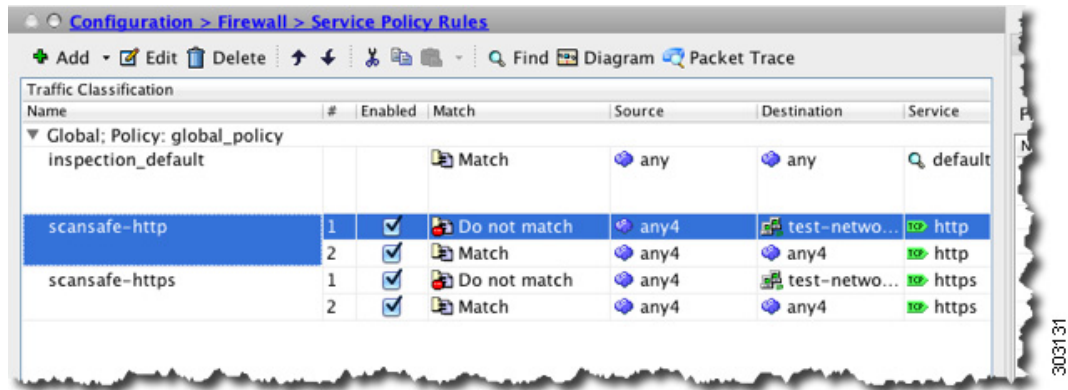 Configuration > Firewall > Service Policy Rules
Add Edit Delete Find Diagram Packet Trace
Traffic Classification
Name # Enabled Match Source Destination Service
Global; Policy: global_policy
inspection_default Match any any default
scansafe-http 1 Do not match any4 test-netwo... http
2 Match any4 any4 http
scansafe-https 1 Do not match any4 test-netwo... https
2 Match any4 any4 https
303131